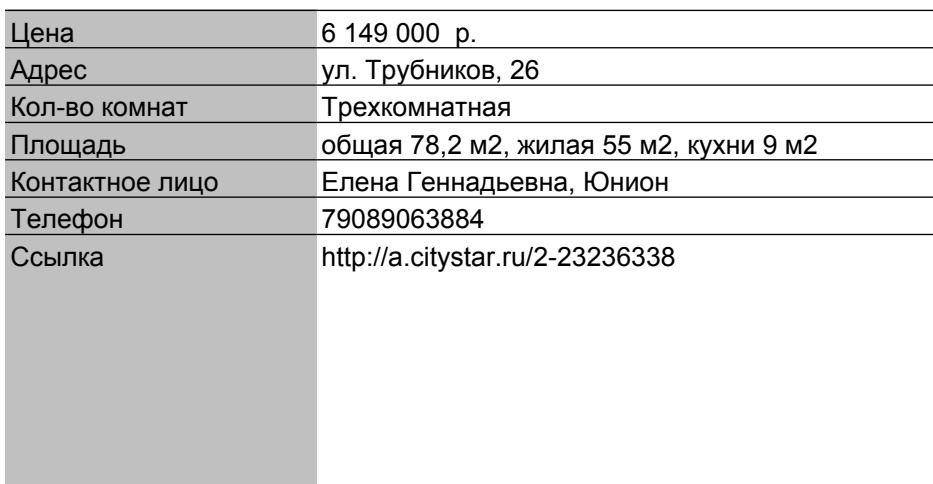 Цена 6 149 000 р.
Адрес ул. Трубников, 26
Кол-во комнат Трехкомнатная
Площадь общая 78,2 м2, жилая 55 м2, кухни 9 м2
Контактное лицо Елена Геннадьевна, Юнион
Телефон 79089063884
Ссылка http://a.citystar.ru/2-23236338